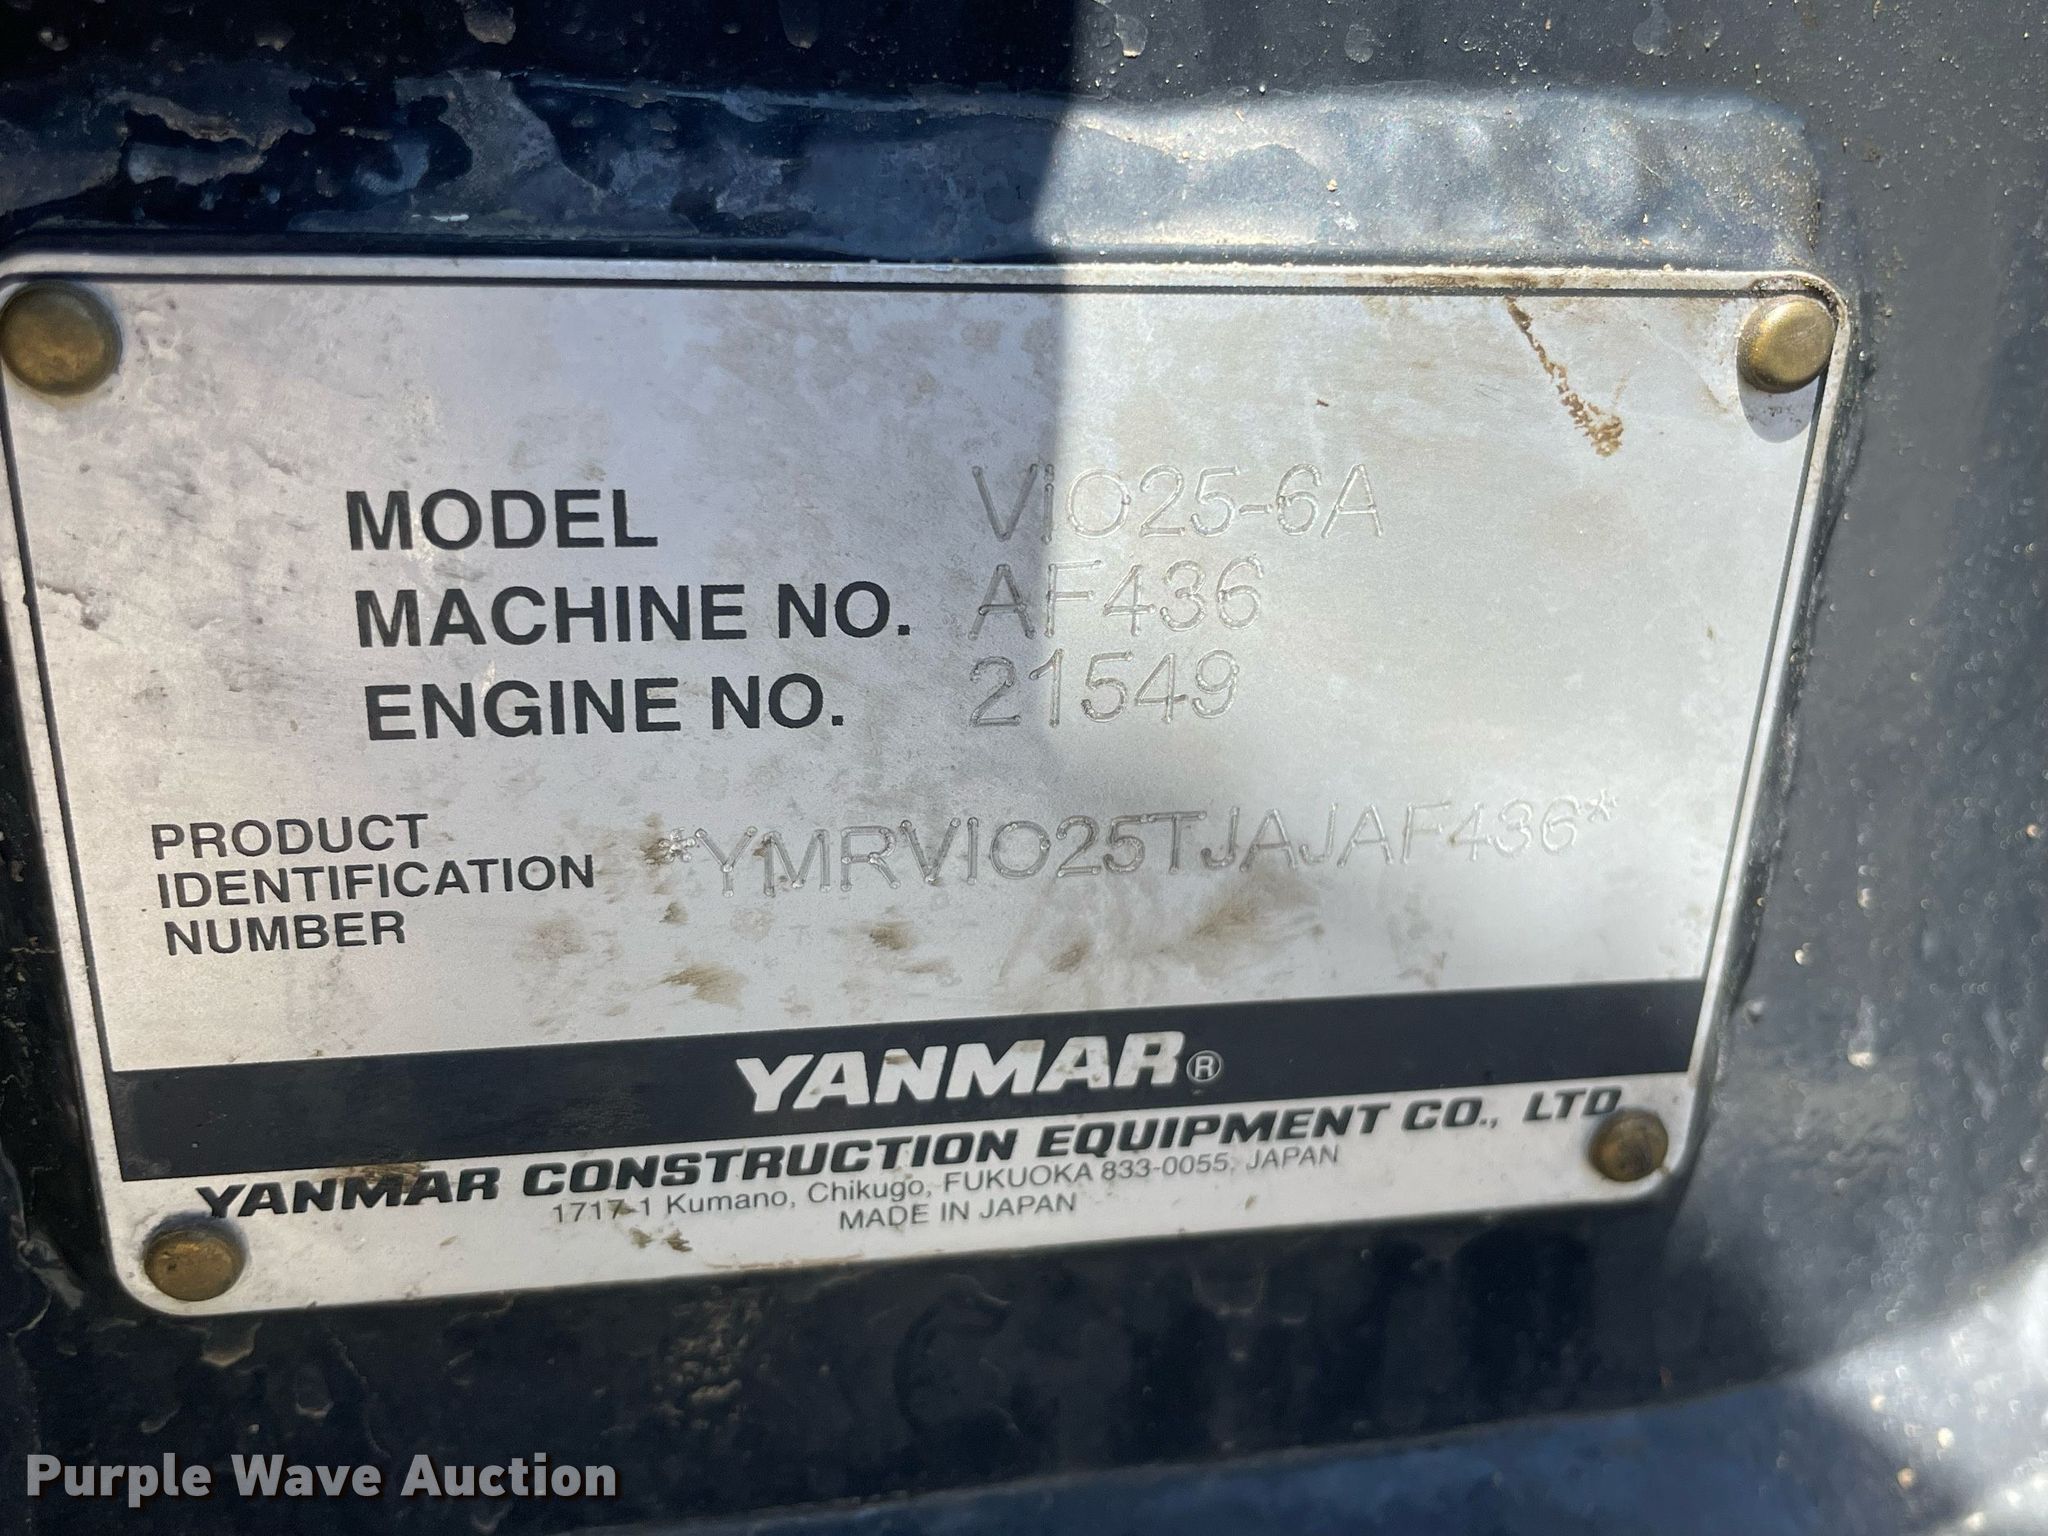 MODEL ViO25-6A
MACHINE NO. AF436
ENGINE NO. 21549
PRODUCT
IDENTIFICATION
NUMBER
*YMRVIO25TJAJAF436*
YANMAR®
YANMAR CONSTRUCTION EQUIPMENT CO., LTD
1717-1 Kumano, Chikugo, FUKUOKA 833-0055, JAPAN
MADE IN JAPAN
Purple Wave Auction